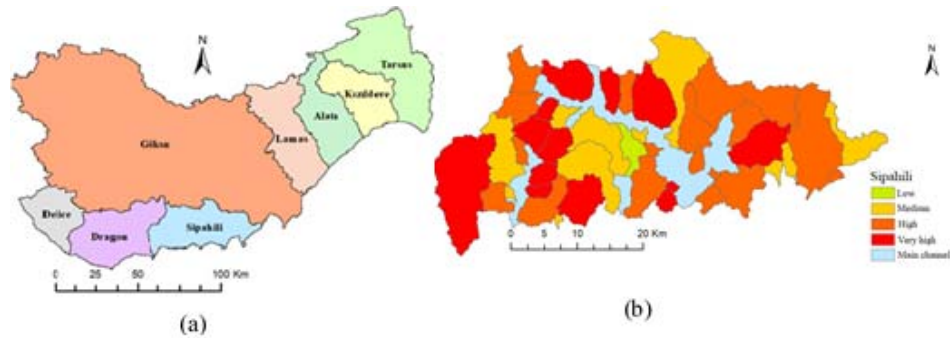 N
Tarsus
Kızıldere
Alata
Lamas
Göksu
Delice
Dragon
Sipahili
0 25 50 100 Km
(a)
N
Sipahili
Low
Medium
High
Very high
Main channel
0 5 10 20 Km
(b)